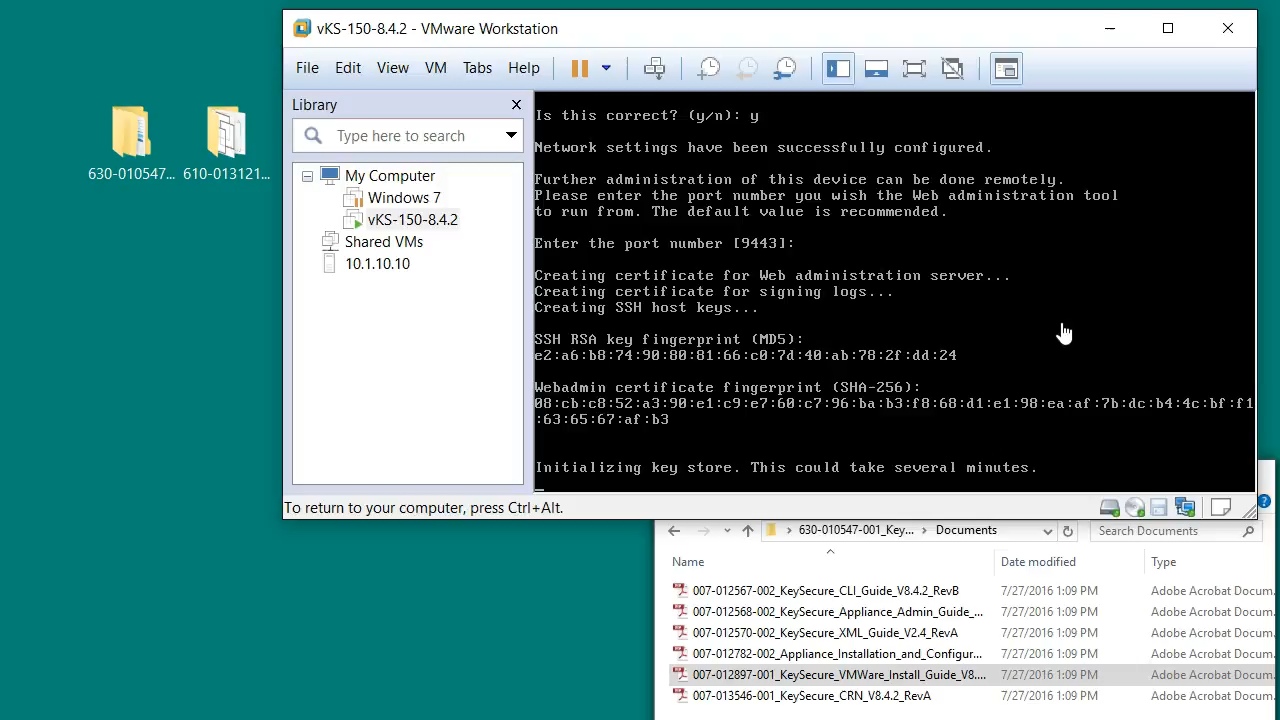 630-010547...
610-013121...
vKS-150-8.4.2 - VMware Workstation
File Edit View VM Tabs Help
Library
Type here to search
My Computer
Windows 7
vKS-150-8.4.2
Shared VMs
10.1.10.10
Is this correct? (y/n): y
Network settings have been successfully configured.
Further administration of this device can be done remotely.
Please enter the port number you wish the Web administration tool
to run from. The default value is recommended.
Enter the port number [9443]:
Creating certificate for Web administration server...
Creating certificate for signing logs...
Creating SSH host keys...
SSH RSA key fingerprint (MD5):
e2:a6:b8:74:90:80:81:66:c0:7d:40:ab:78:2f:dd:24
Webadmin certificate fingerprint (SHA-256):
08:cb:c8:52:a3:90:e1:c9:e7:60:c7:96:ba:b3:f8:68:d1:e1:98:ea:af:7b:dc:b4:4c:bf:f1
:63:65:67:af:b3
Initializing key store. This could take several minutes.
To return to your computer, press Ctrl+Alt.
630-010547-001_Key... Documents Search Documents
Name Date modified Type
007-012567-002_KeySecure_CLI_Guide_V8.4.2_RevB 7/27/2016 1:09 PM Adobe Acrobat Docum...
007-012568-002_KeySecure_Appliance_Admin_Guide_... 7/27/2016 1:09 PM Adobe Acrobat Docum...
007-012570-002_KeySecure_XML_Guide_V2.4_RevA 7/27/2016 1:09 PM Adobe Acrobat Docum...
007-012782-002_Appliance_Installation_and_Configur... 7/27/2016 1:09 PM Adobe Acrobat Docum...
007-012897-001_KeySecure_VMWare_Install_Guide_V8.... 7/27/2016 1:09 PM Adobe Acrobat Docum...
007-013546-001_KeySecure_CRN_V8.4.2_RevA 7/27/2016 1:09 PM Adobe Acrobat Docum...